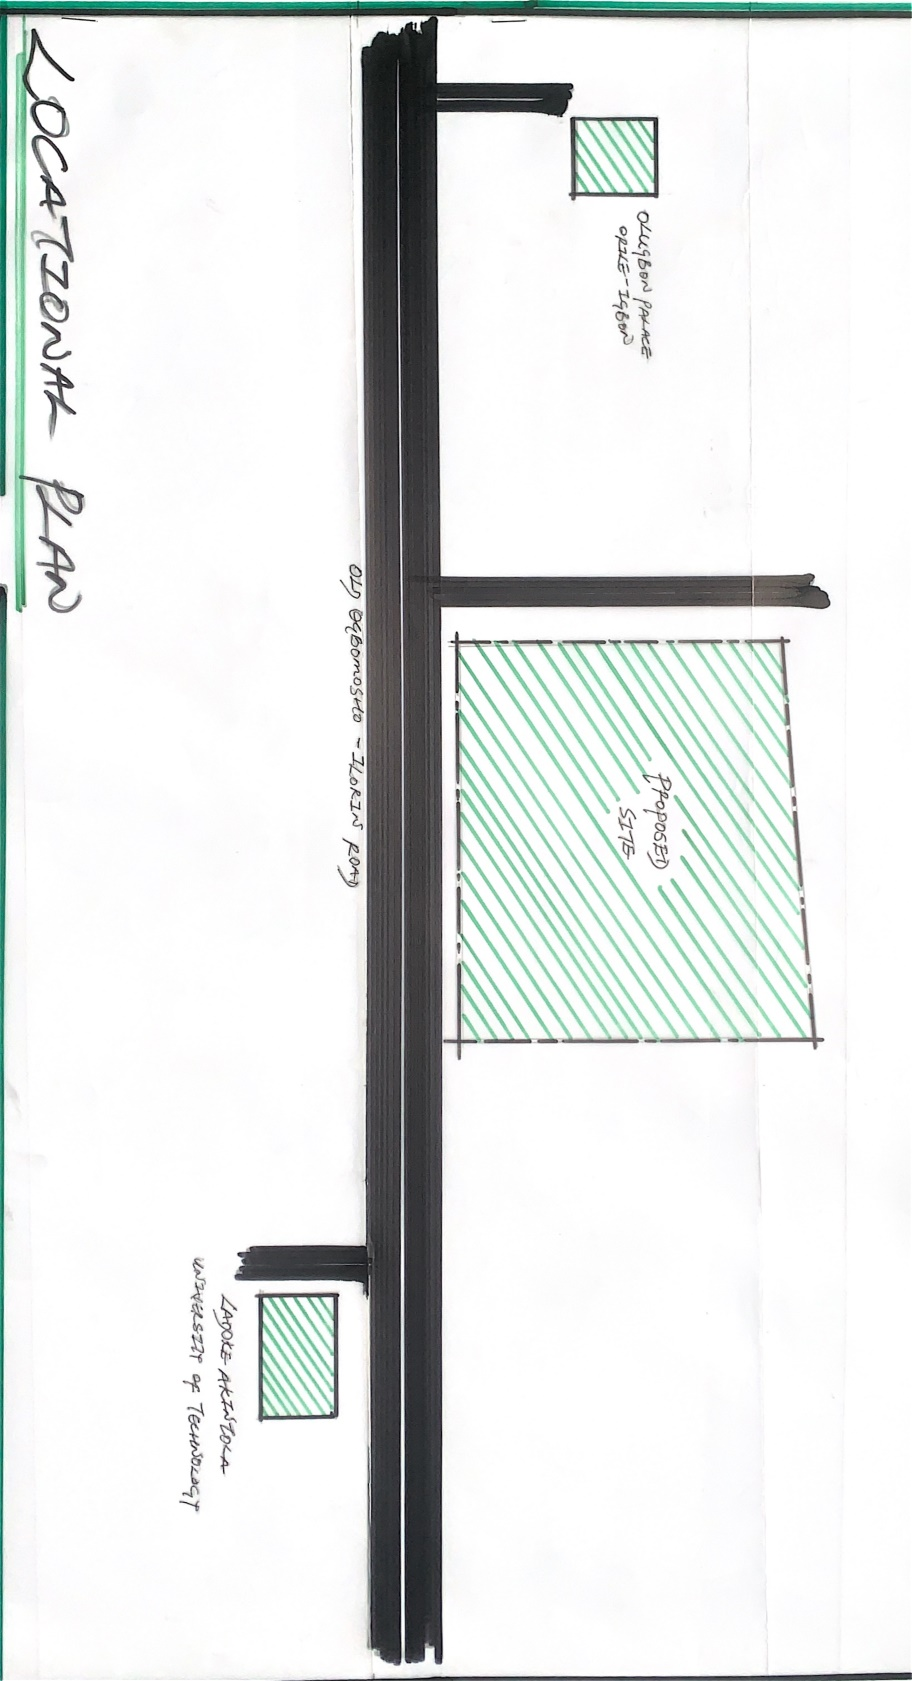 OLUGBON PALACE
ORILE-IGBON
PROPOSED
SITE
OLD OGBOMOSHO - ILORIN ROAD
LADOKE AKINTOLA
UNIVERSITY OF TECHNOLOGY
LOCATIONAL PLAN